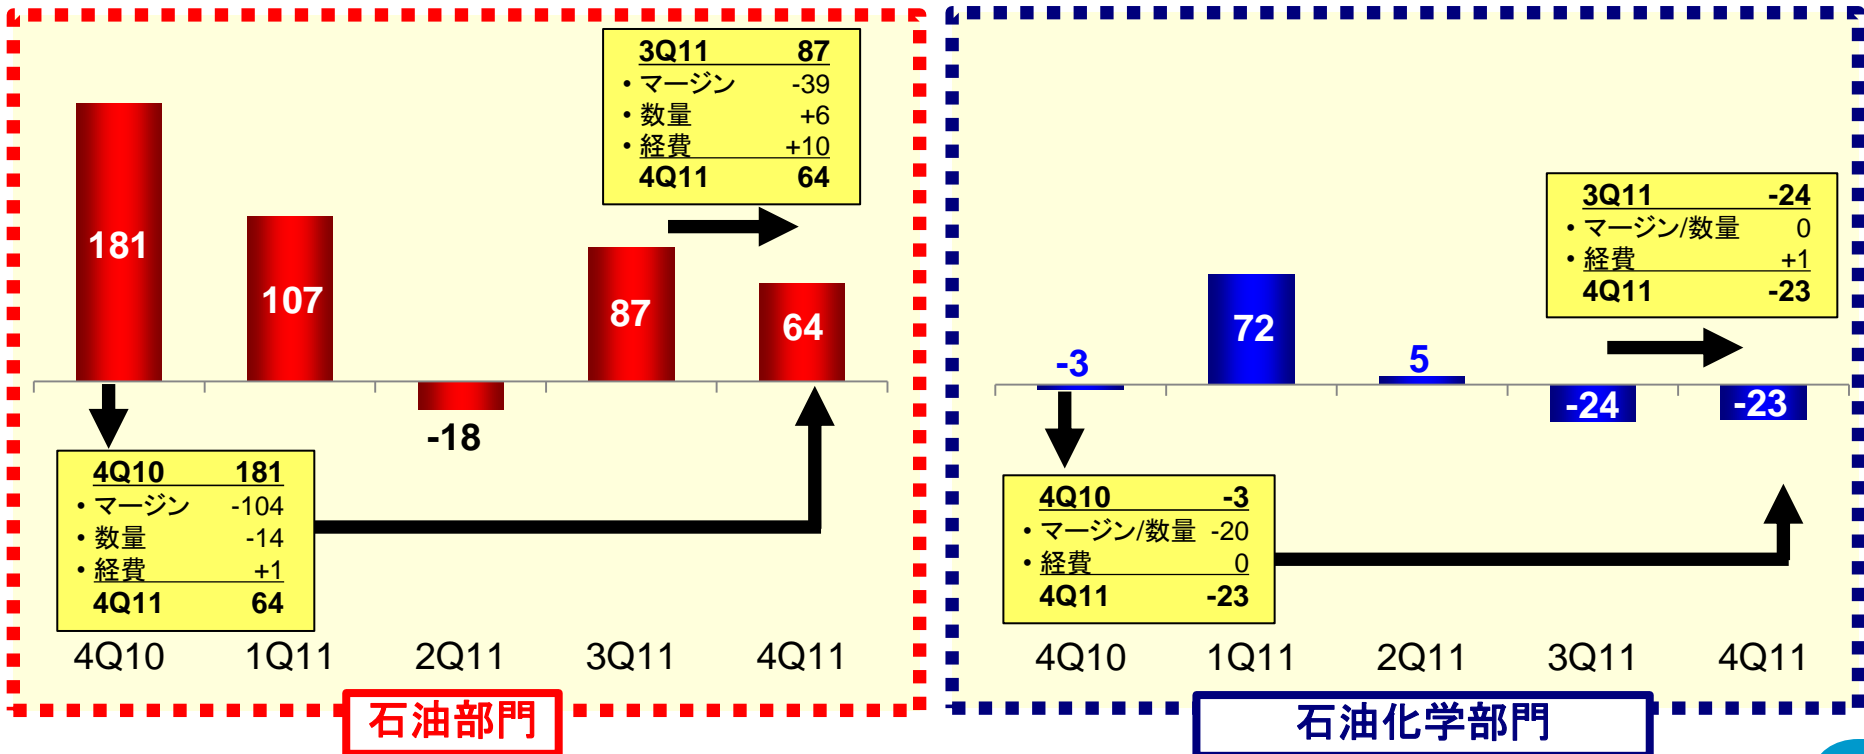 3Q11 87
・マージン -39
・数量 +6
・経費 +10
4Q11 64
181
107
-18
87
64
4Q10 181
・マージン -104
・数量 -14
・経費 +1
4Q11 64
4Q10 1Q11 2Q11 3Q11 4Q11
石油部門
3Q11 -24
・マージン/数量 0
・経費 +1
4Q11 -23
-3
72
5
-24
-23
4Q10 -3
・マージン/数量 -20
・経費 0
4Q11 -23
4Q10 1Q11 2Q11 3Q11 4Q11
石油化学部門